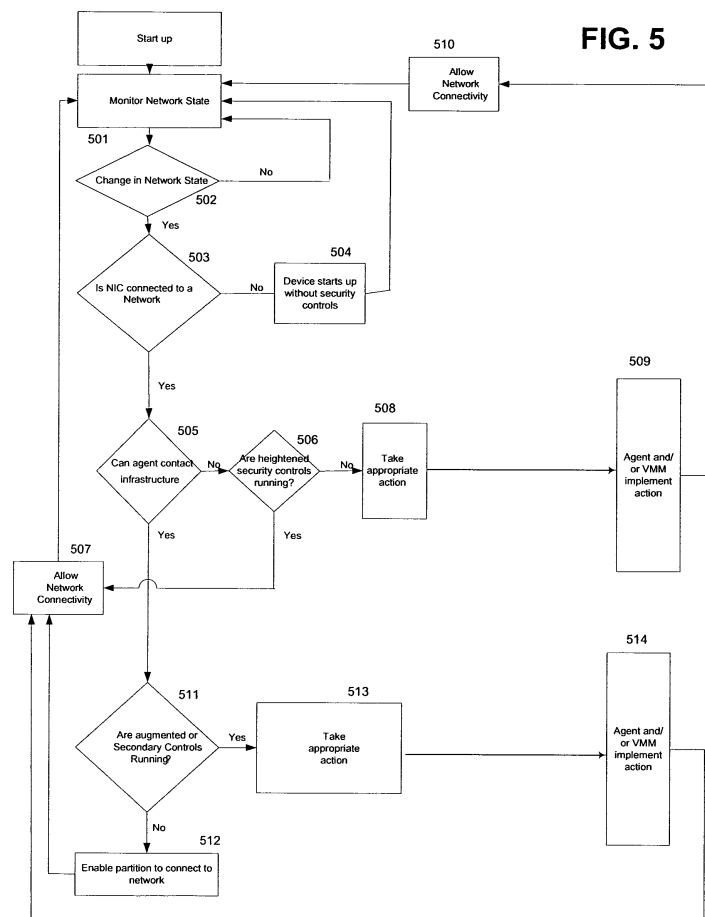 FIG. 5
Start up
510
Allow
Network
Connectivity
Monitor Network State
501
Change in Network State
No
502
Yes
503
504
Is NIC connected to a
Network
No
Device starts up
without security
controls
Yes
509
505
506
508
Can agent contact
infrastructure
No
Are heightened
security controls
running?
No
Take
appropriate
action
Agent and/
or VMM
implement
action
Yes
Yes
507
Allow
Network
Connectivity
514
511
513
Are augmented or
Secondary Controls
Running?
Yes
Take
appropriate
action
Agent and/
or VMM
implement
action
No
512
Enable partition to connect to
network